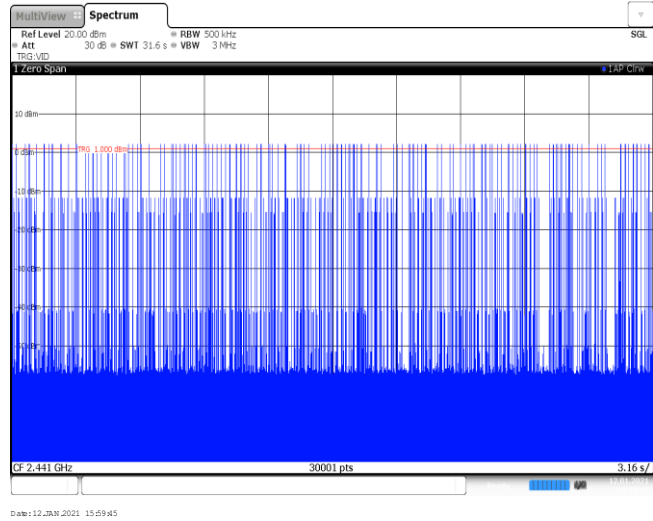 MultiView Spectrum
Ref Level 20.00 dBm RBW 500 kHz SGL
Att 30 dB SWT 31.6 s VBW 3 MHz
TRG:VID
1 Zero Span 1AP Clrw
10 dBm
0 dBm TRG 1.000 dBm
-10 dBm
-20 dBm
-30 dBm
-40 dBm
CF 2.441 GHz 30001 pts 3.16 s/
12.01.2021
Date:12.JAN.2021 15:59:45